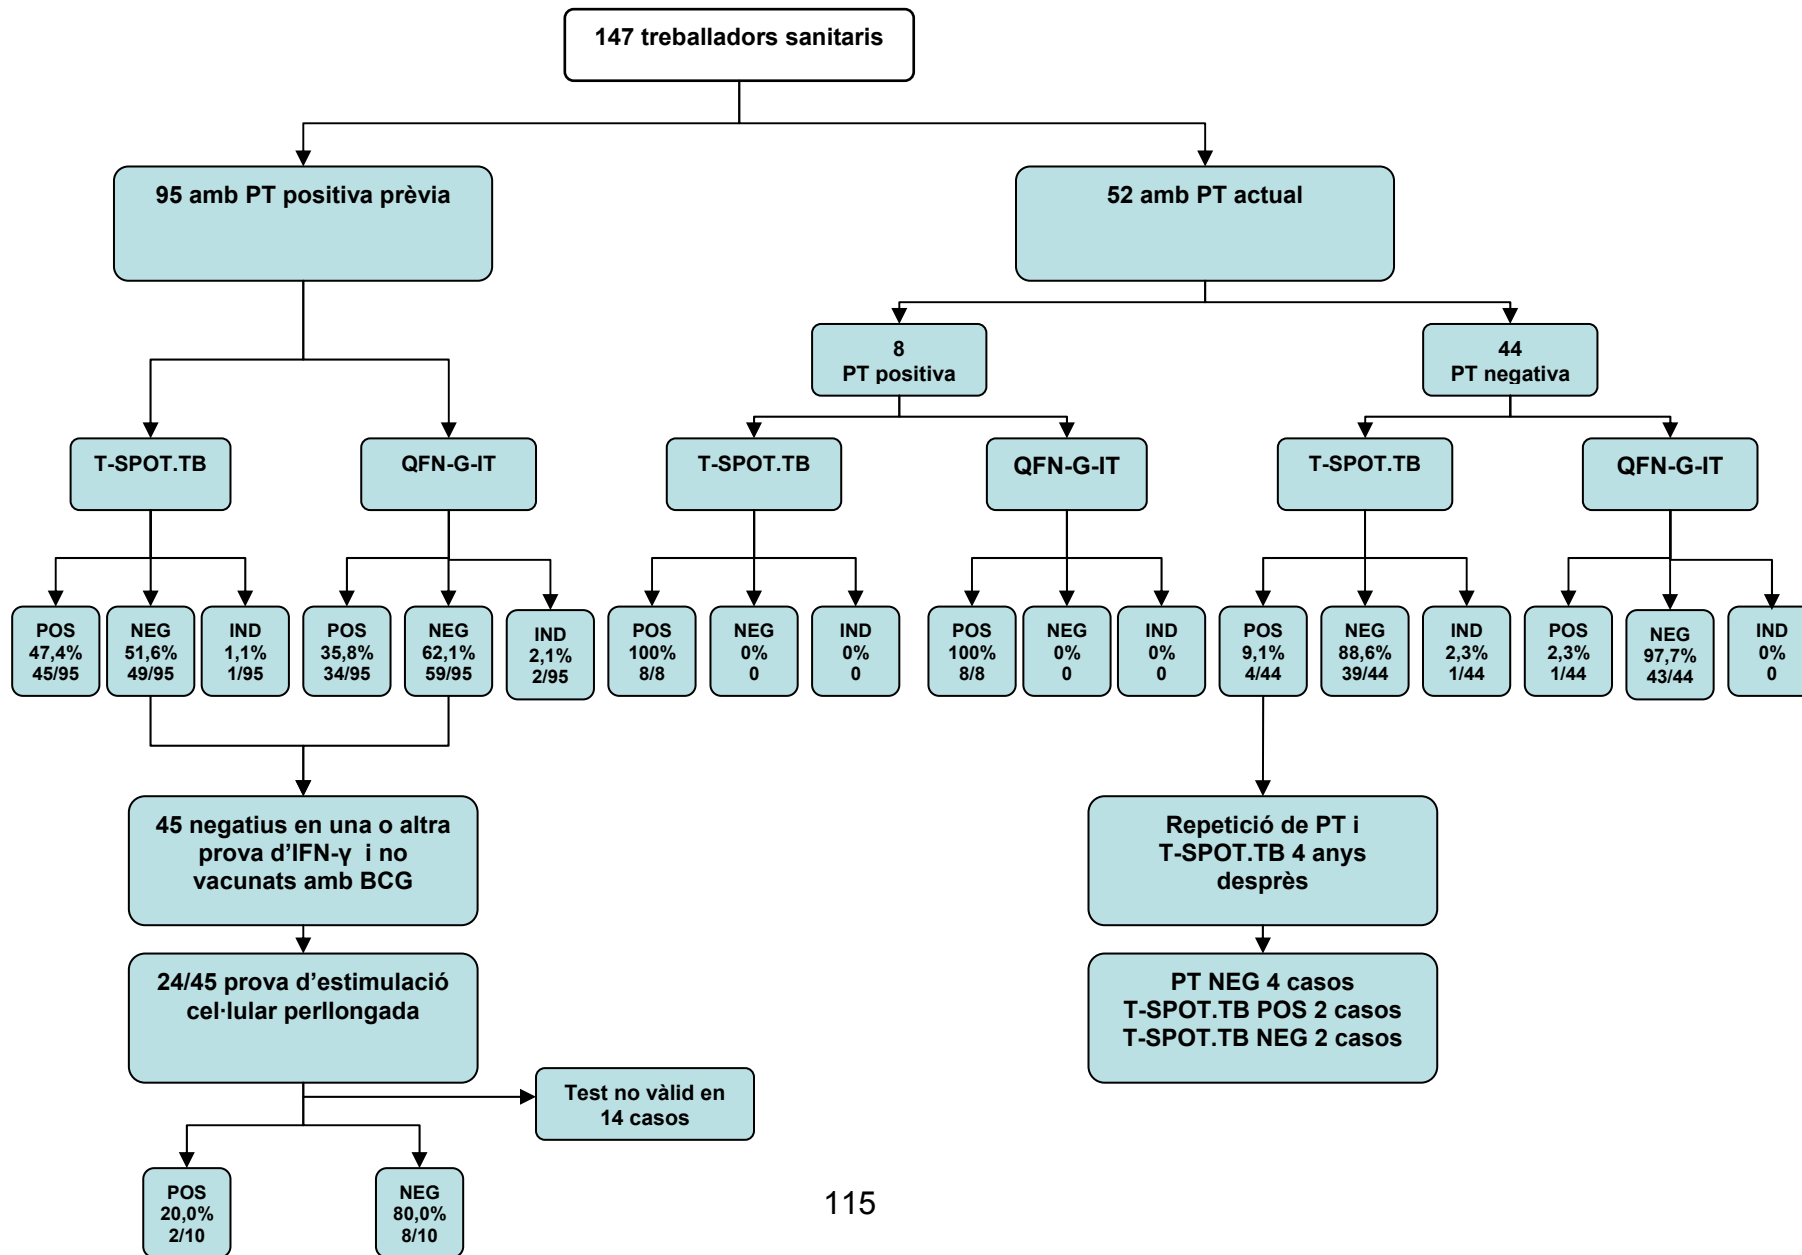 147 treballadors sanitaris
95 amb PT positiva prèvia
52 amb PT actual
8
PT positiva
44
PT negativa
T-SPOT.TB
QFN-G-IT
T-SPOT.TB
QFN-G-IT
T-SPOT.TB
QFN-G-IT
POS
47,4%
45/95
NEG
51,6%
49/95
IND
1,1%
1/95
POS
35,8%
34/95
NEG
62,1%
59/95
IND
2,1%
2/95
POS
100%
8/8
NEG
0%
0
IND
0%
0
POS
100%
8/8
NEG
0%
0
IND
0%
0
POS
9,1%
4/44
NEG
88,6%
39/44
IND
2,3%
1/44
POS
2,3%
1/44
NEG
97,7%
43/44
IND
0%
0
45 negatius en una o altra
prova d’IFN-γ i no
vacunats amb BCG
Repetició de PT i
T-SPOT.TB 4 anys
desprès
24/45 prova d’estimulació
cel·lular perllongada
PT NEG 4 casos
T-SPOT.TB POS 2 casos
T-SPOT.TB NEG 2 casos
Test no vàlid en
14 casos
POS
20,0%
2/10
NEG
80,0%
8/10
115